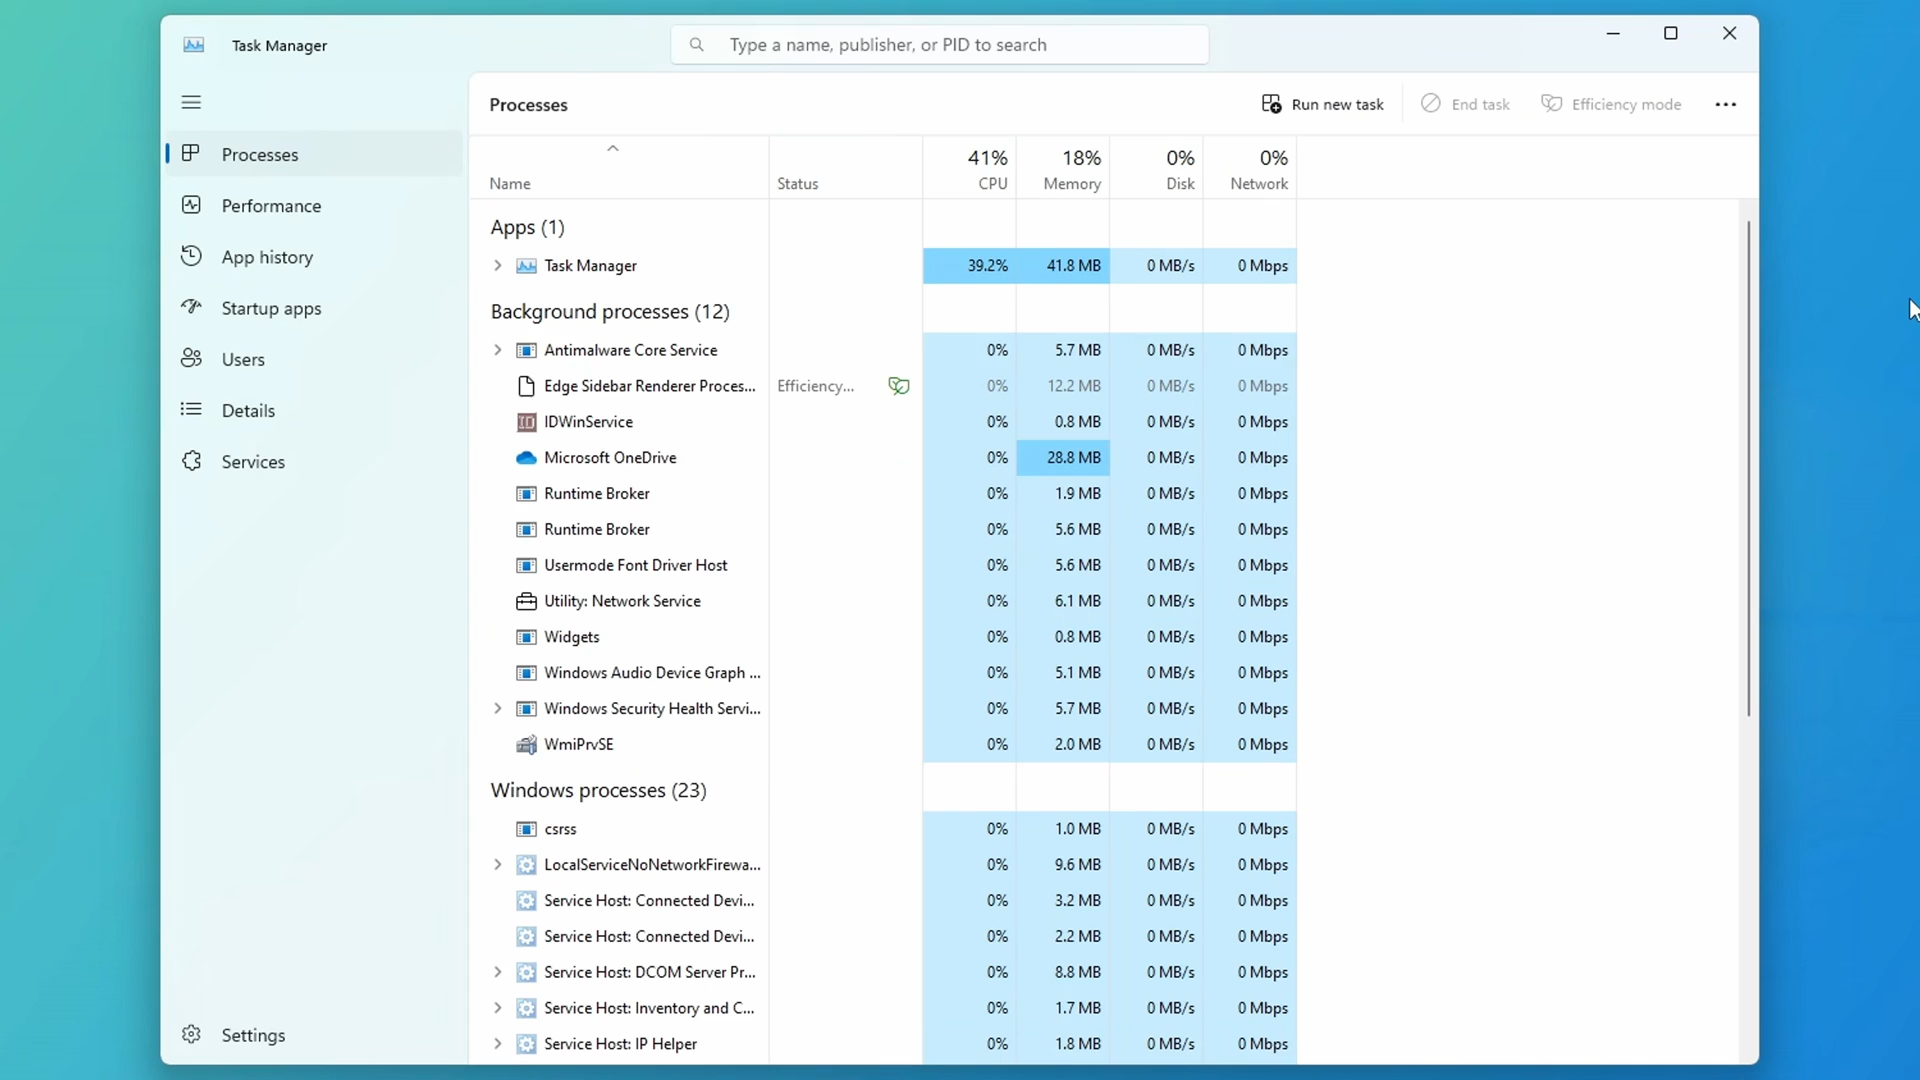 Task Manager
Type a name, publisher, or PID to search
Processes
Performance
App history
Startup apps
Users
Details
Services
Settings
Processes
Run new task
End task
Efficiency mode
41% 18% 0% 0%
Name Status CPU Memory Disk Network
Apps (1)
Task Manager 39.2% 41.8 MB 0 MB/s 0 Mbps
Background processes (12)
Antimalware Core Service 0% 5.7 MB 0 MB/s 0 Mbps
Edge Sidebar Renderer Proces... Efficiency... 0% 12.2 MB 0 MB/s 0 Mbps
IDWinService 0% 0.8 MB 0 MB/s 0 Mbps
Microsoft OneDrive 0% 28.8 MB 0 MB/s 0 Mbps
Runtime Broker 0% 1.9 MB 0 MB/s 0 Mbps
Runtime Broker 0% 5.6 MB 0 MB/s 0 Mbps
Usermode Font Driver Host 0% 5.6 MB 0 MB/s 0 Mbps
Utility: Network Service 0% 6.1 MB 0 MB/s 0 Mbps
Widgets 0% 0.8 MB 0 MB/s 0 Mbps
Windows Audio Device Graph ... 0% 5.1 MB 0 MB/s 0 Mbps
Windows Security Health Servi... 0% 5.7 MB 0 MB/s 0 Mbps
WmiPrvSE 0% 2.0 MB 0 MB/s 0 Mbps
Windows processes (23)
csrss 0% 1.0 MB 0 MB/s 0 Mbps
LocalServiceNoNetworkFirewa... 0% 9.6 MB 0 MB/s 0 Mbps
Service Host: Connected Devi... 0% 3.2 MB 0 MB/s 0 Mbps
Service Host: Connected Devi... 0% 2.2 MB 0 MB/s 0 Mbps
Service Host: DCOM Server Pr... 0% 8.8 MB 0 MB/s 0 Mbps
Service Host: Inventory and C... 0% 1.7 MB 0 MB/s 0 Mbps
Service Host: IP Helper 0% 1.8 MB 0 MB/s 0 Mbps